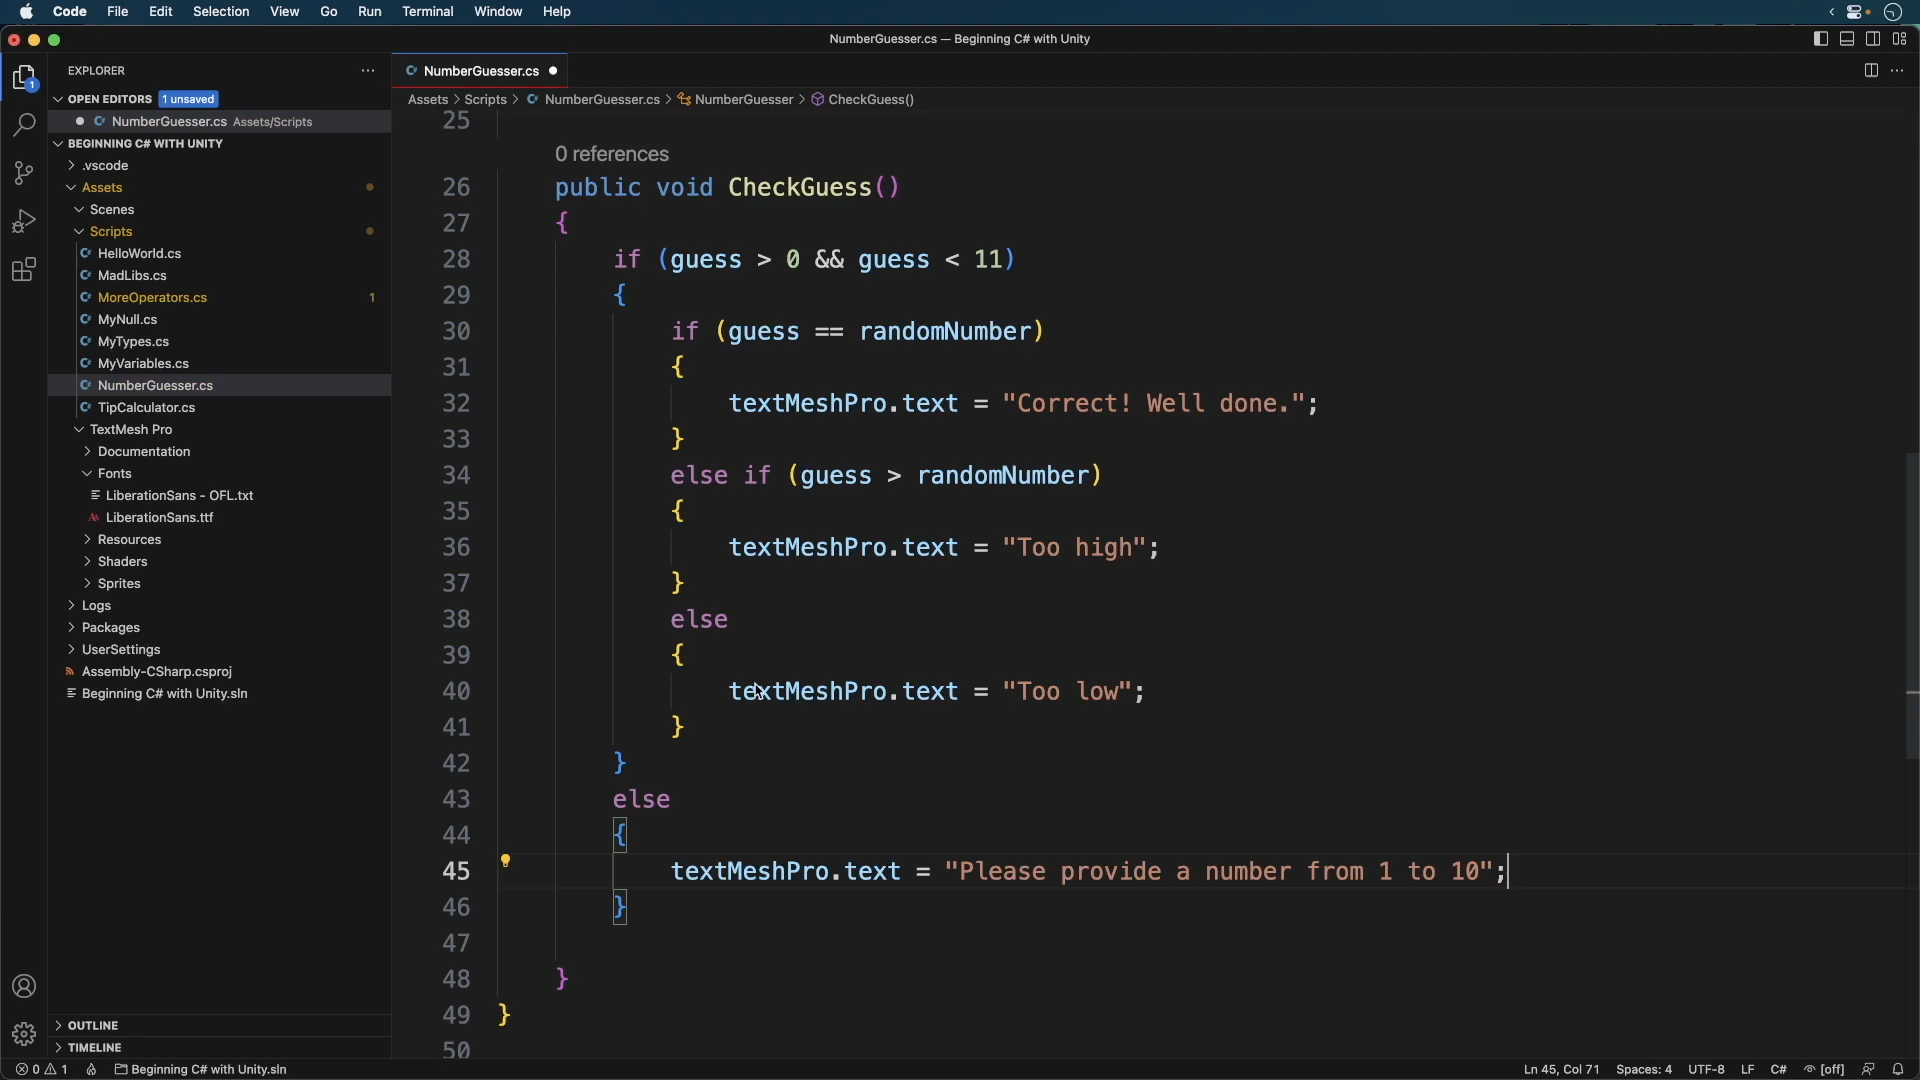 Code File Edit Selection View Go Run Terminal Window Help
NumberGuesser.cs — Beginning C# with Unity
EXPLORER
OPEN EDITORS 1 unsaved
NumberGuesser.cs Assets/Scripts
BEGINNING C# WITH UNITY
.vscode
Assets
Scenes
Scripts
HelloWorld.cs
MadLibs.cs
MoreOperators.cs 1
MyNull.cs
MyTypes.cs
MyVariables.cs
NumberGuesser.cs
TipCalculator.cs
TextMesh Pro
Documentation
Fonts
LiberationSans - OFL.txt
LiberationSans.ttf
Resources
Shaders
Sprites
Logs
Packages
UserSettings
Assembly-CSharp.csproj
Beginning C# with Unity.sln
OUTLINE
TIMELINE
1
NumberGuesser.cs
Assets > Scripts > NumberGuesser.cs > NumberGuesser > CheckGuess()
25
0 references
26 public void CheckGuess()
27 {
28 if (guess > 0 && guess < 11)
29 {
30 if (guess == randomNumber)
31 {
32 textMeshPro.text = "Correct! Well done.";
33 }
34 else if (guess > randomNumber)
35 {
36 textMeshPro.text = "Too high";
37 }
38 else
39 {
40 textMeshPro.text = "Too low";
41 }
42 }
43 else
44 {
45 textMeshPro.text = "Please provide a number from 1 to 10";
46 }
47
48 }
49 }
50
0 1 Beginning C# with Unity.sln Ln 45, Col 71 Spaces: 4 UTF-8 LF C# [off]